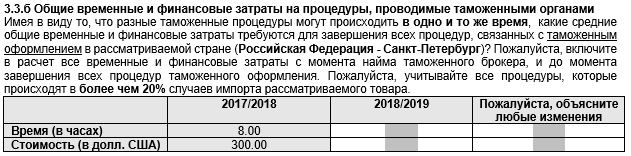 3.3.6 Общие временные и финансовые затраты на процедуры, проводимые таможенными органами
Имея в виду то, что разные таможенные процедуры могут происходить в одно и то же время, какие средние
общие временные и финансовые затраты требуются для завершения всех процедур, связанных с таможенным
оформлением в рассматриваемой стране (Российская Федерация - Санкт-Петербург)? Пожалуйста, включите
в расчет все временные и финансовые затраты с момента найма таможенного брокера, и до момента
завершения всех процедур таможенного оформления. Пожалуйста, учитывайте все процедуры, которые
происходят в более чем 20% случаев импорта рассматриваемого товара.
2017/2018 2018/2019 Пожалуйста, объясните
любые изменения
Время (в часах) 8.00
Стоимость (в долл. США) 300.00